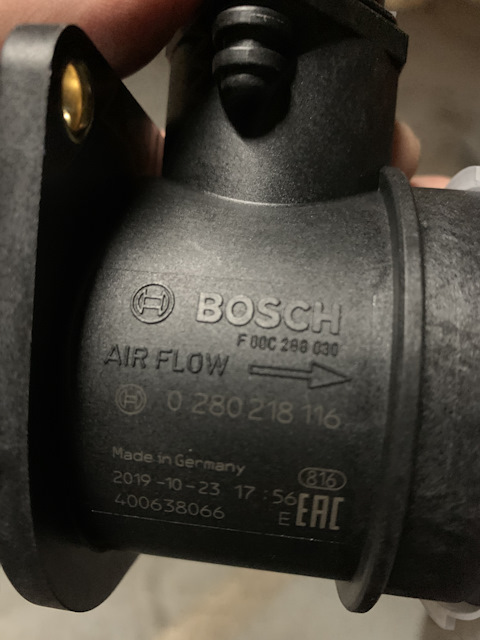 BOSCH
F 00C 2G8 030
AIR FLOW
0 280 218 116
Made in Germany
816
2019-10-23 17:56
400638066
E EAC